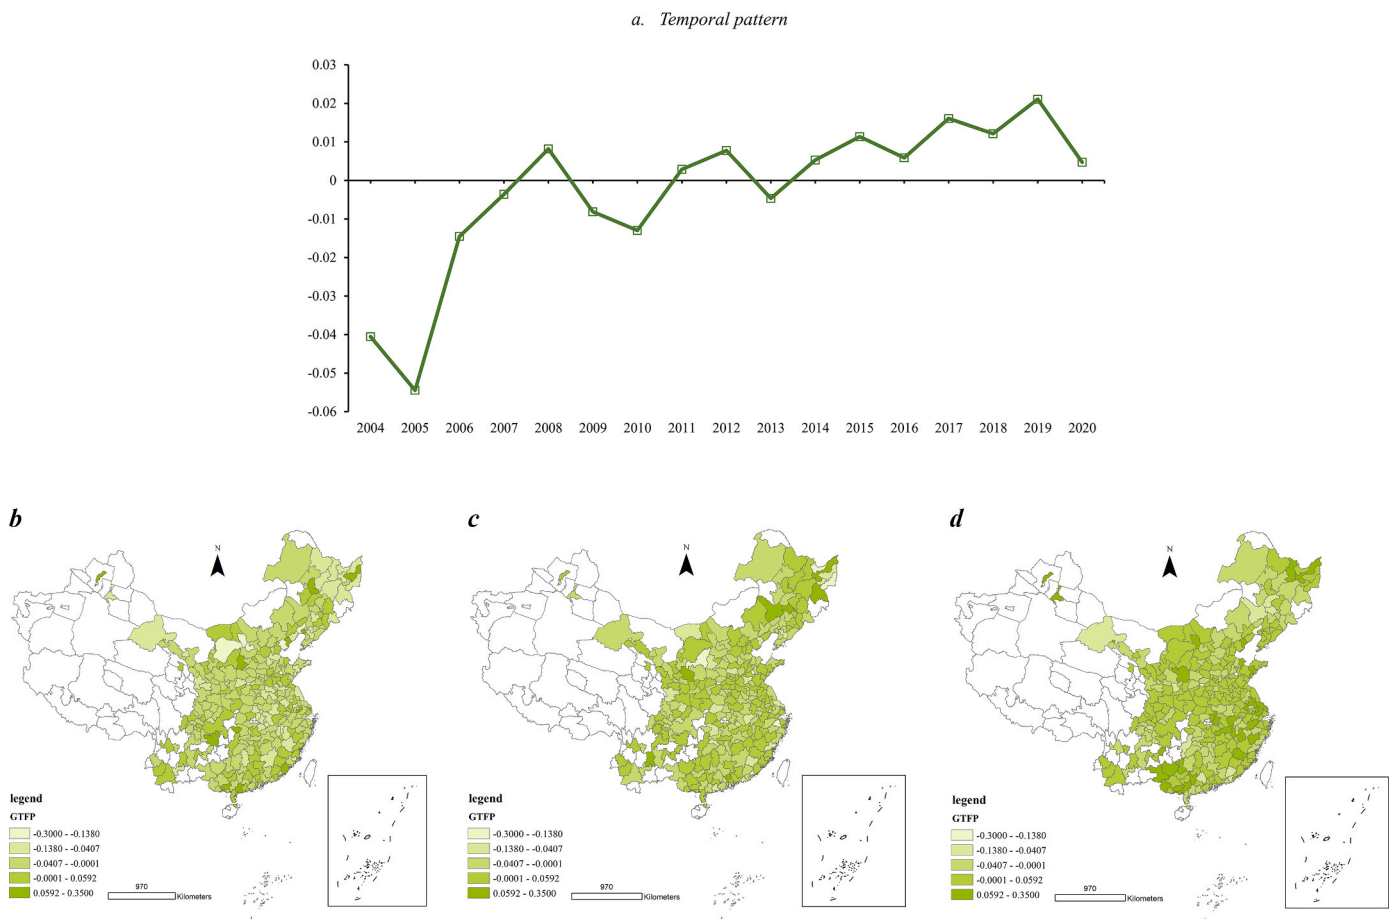 a. Temporal pattern
0.03
0.02
0.01
0
-0.01
-0.02
-0.03
-0.04
-0.05
-0.06
2004 2005 2006 2007 2008 2009 2010 2011 2012 2013 2014 2015 2016 2017 2018 2019 2020
b
N
legend
GTFP
-0.3000 - -0.1380
-0.1380 - -0.0407
-0.0407 - -0.0001
-0.0001 - 0.0592
0.0592 - 0.3500
970
Kilometers
c
N
legend
GTFP
-0.3000 - -0.1380
-0.1380 - -0.0407
-0.0407 - -0.0001
-0.0001 - 0.0592
0.0592 - 0.3500
970
Kilometers
d
N
legend
GTFP
-0.3000 - -0.1380
-0.1380 - -0.0407
-0.0407 - -0.0001
-0.0001 - 0.0592
0.0592 - 0.3500
970
Kilometers